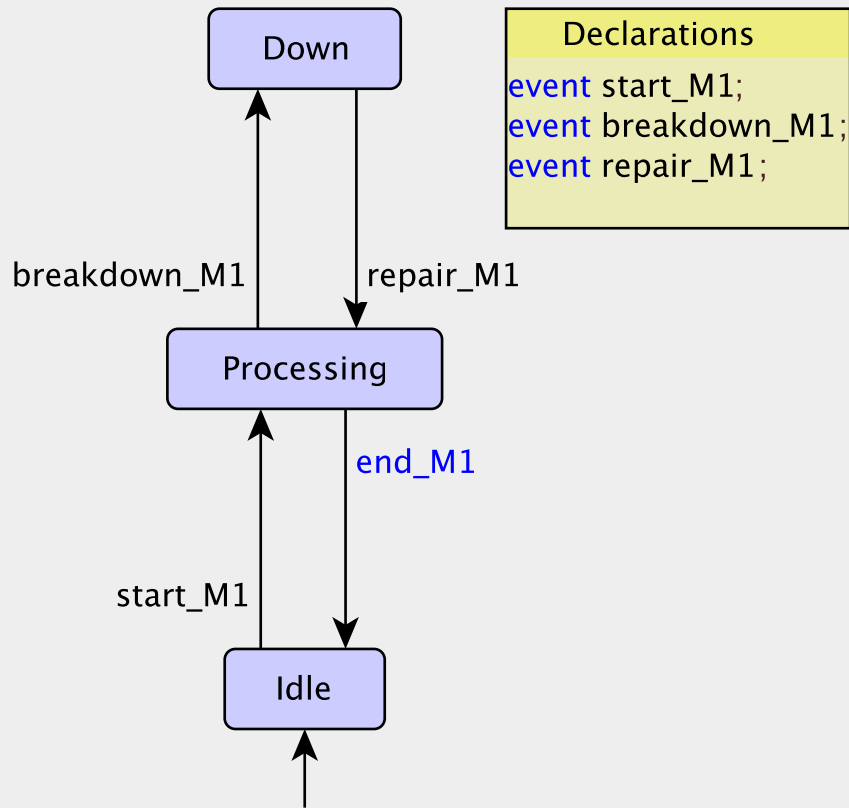 Down
Declarations
event start_M1;
event breakdown_M1;
event repair_M1;
breakdown_M1
repair_M1
Processing
end_M1
start_M1
Idle